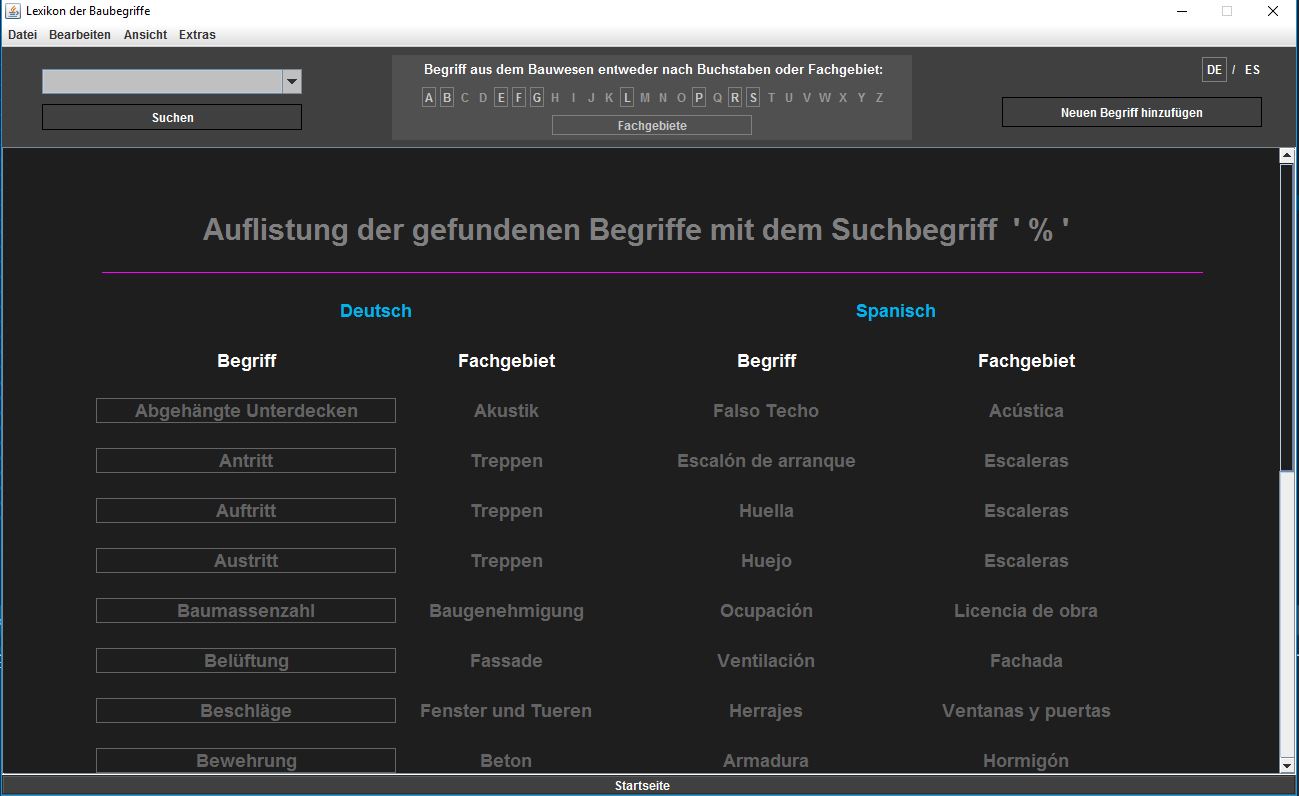 Lexikon der Baubegriffe
Datei Bearbeiten Ansicht Extras
Begriff aus dem Bauwesen entweder nach Buchstaben oder Fachgebiet:
DE / ES
A B C D E F G H I J K L M N O P Q R S T U V W X Y Z
Suchen
Fachgebiete
Neuen Begriff hinzufügen
Auflistung der gefundenen Begriffe mit dem Suchbegriff ' % '
Deutsch Spanisch
Begriff Fachgebiet Begriff Fachgebiet
Abgehängte Unterdecken Akustik Falso Techo Acústica
Antritt Treppen Escalón de arranque Escaleras
Auftritt Treppen Huella Escaleras
Austritt Treppen Huejo Escaleras
Baumassenzahl Baugenehmigung Ocupación Licencia de obra
Belüftung Fassade Ventilación Fachada
Beschläge Fenster und Tueren Herrajes Ventanas y puertas
Bewehrung Beton Armadura Hormigón
Startseite